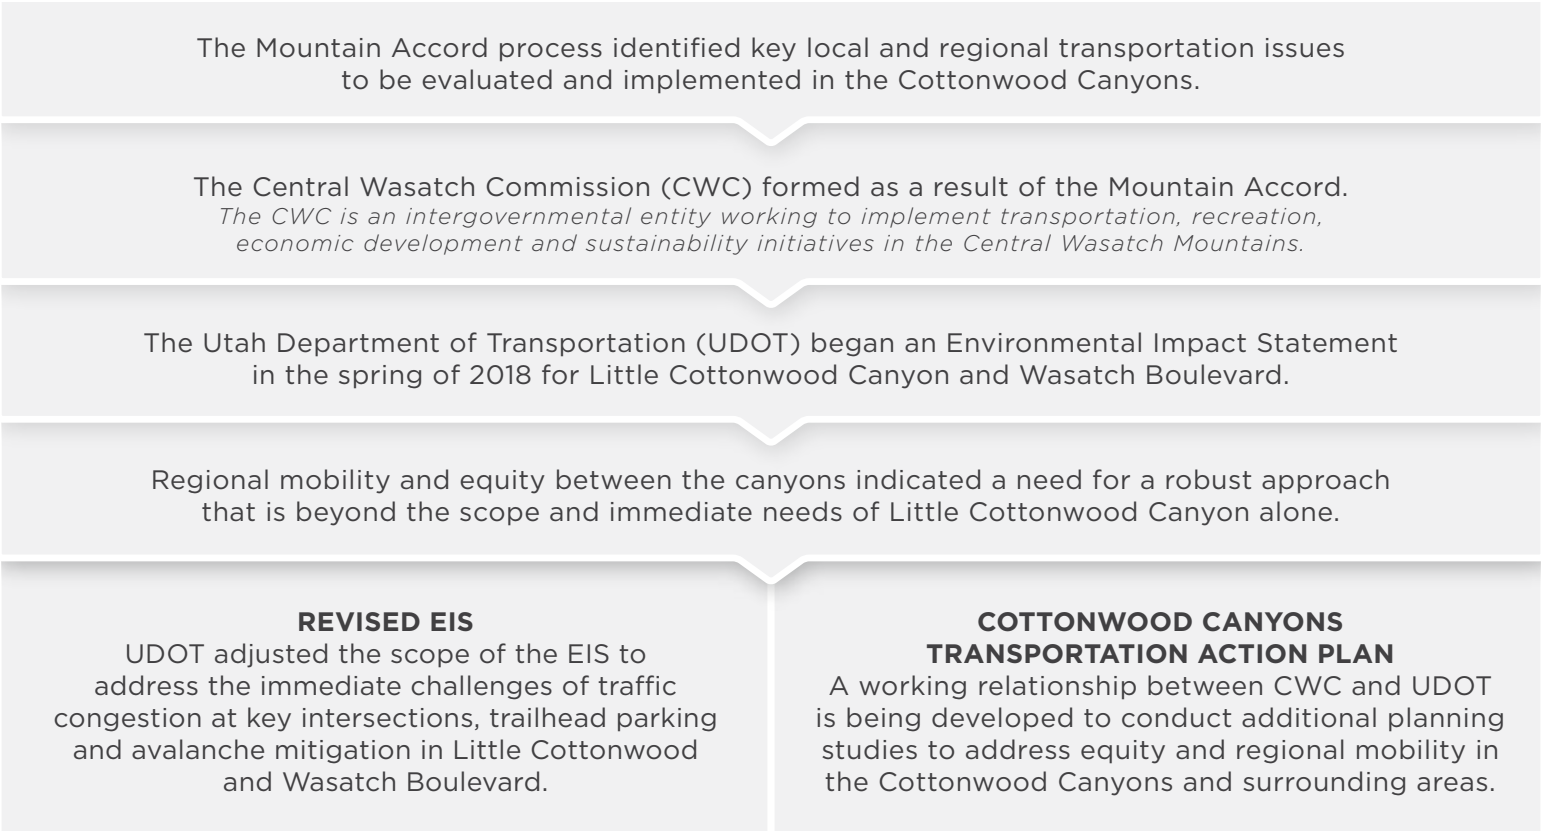 The Mountain Accord process identified key local and regional transportation issues
to be evaluated and implemented in the Cottonwood Canyons.
The Central Wasatch Commission (CWC) formed as a result of the Mountain Accord.
The CWC is an intergovernmental entity working to implement transportation, recreation,
economic development and sustainability initiatives in the Central Wasatch Mountains.
The Utah Department of Transportation (UDOT) began an Environmental Impact Statement
in the spring of 2018 for Little Cottonwood Canyon and Wasatch Boulevard.
Regional mobility and equity between the canyons indicated a need for a robust approach
that is beyond the scope and immediate needs of Little Cottonwood Canyon alone.
REVISED EIS
UDOT adjusted the scope of the EIS to
address the immediate challenges of traffic
congestion at key intersections, trailhead parking
and avalanche mitigation in Little Cottonwood
and Wasatch Boulevard.
COTTONWOOD CANYONS
TRANSPORTATION ACTION PLAN
A working relationship between CWC and UDOT
is being developed to conduct additional planning
studies to address equity and regional mobility in
the Cottonwood Canyons and surrounding areas.